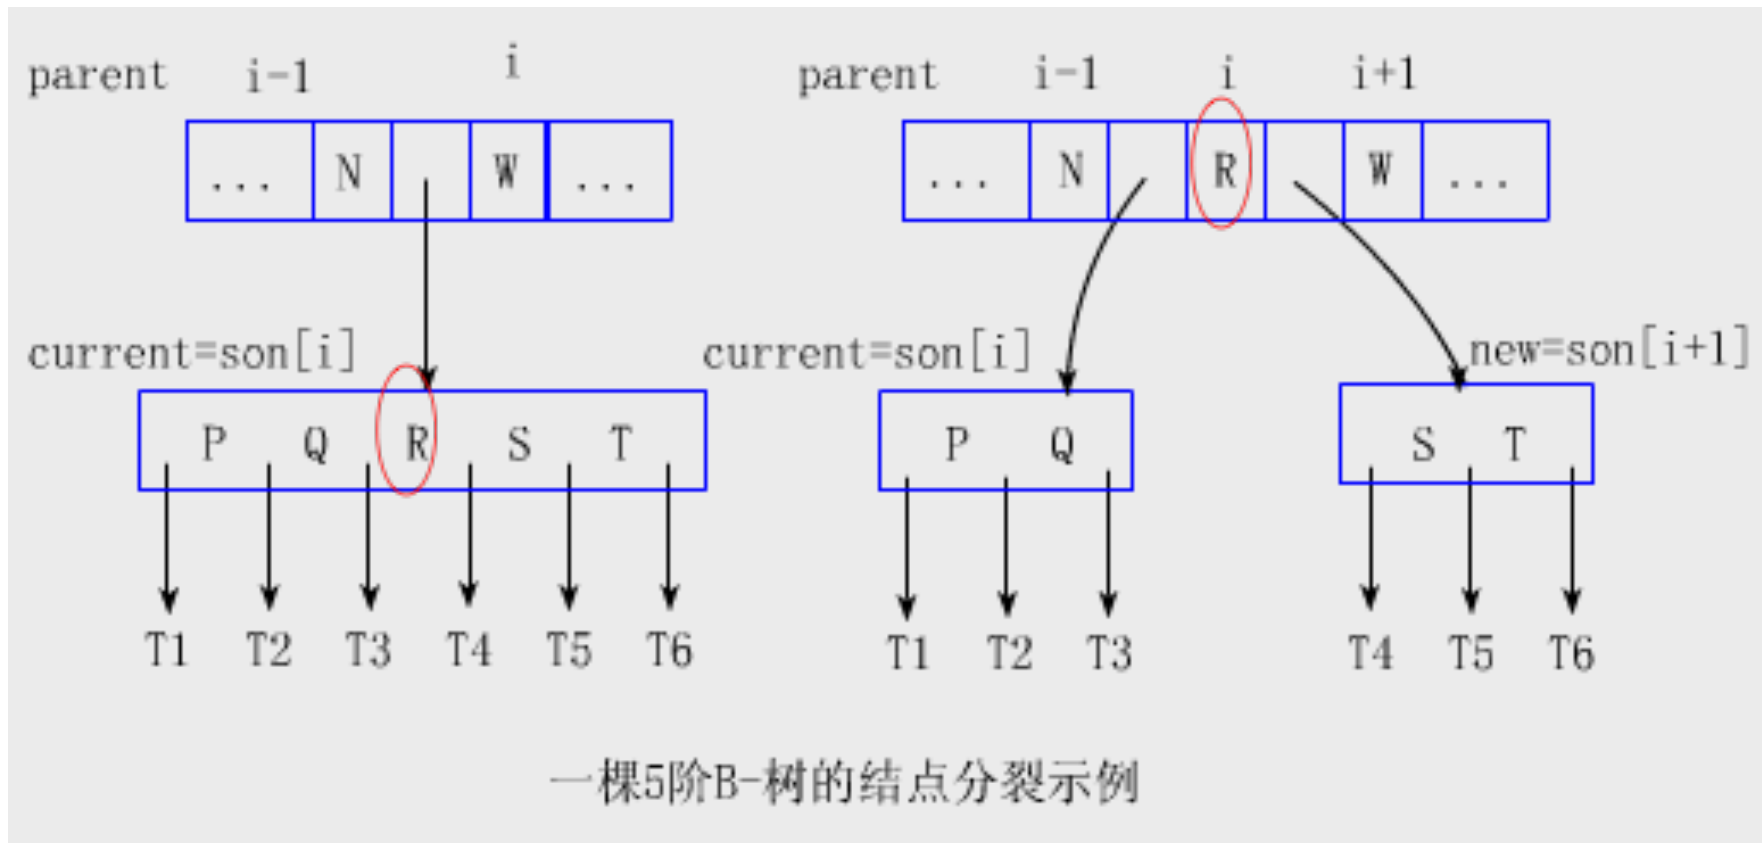 parent i-1 i
... N W ...
current=son[i]
P Q R S T
T1 T2 T3 T4 T5 T6
parent i-1 i i+1
... N R W ...
current=son[i] new=son[i+1]
P Q S T
T1 T2 T3 T4 T5 T6
一棵5阶B-树的结点分裂示例